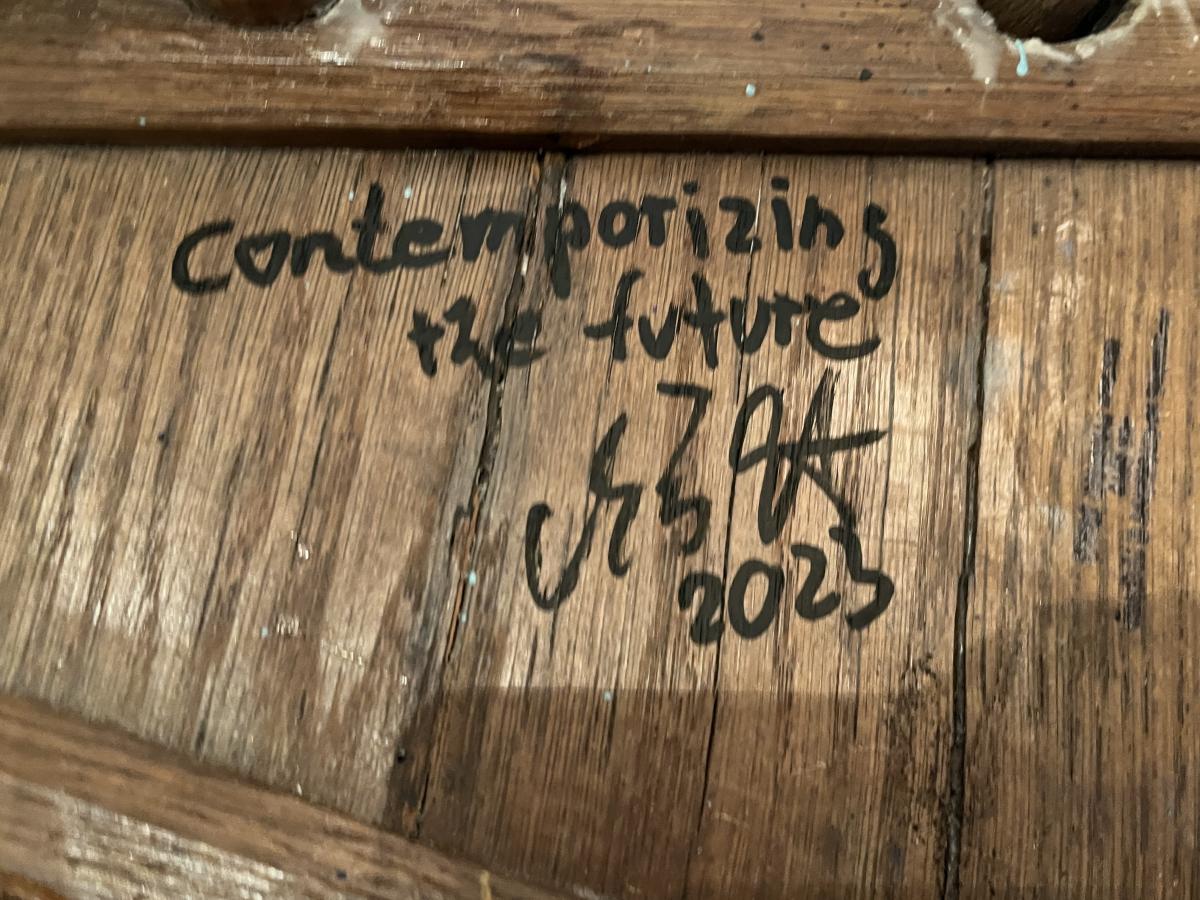 Contemporizing
the future
2023